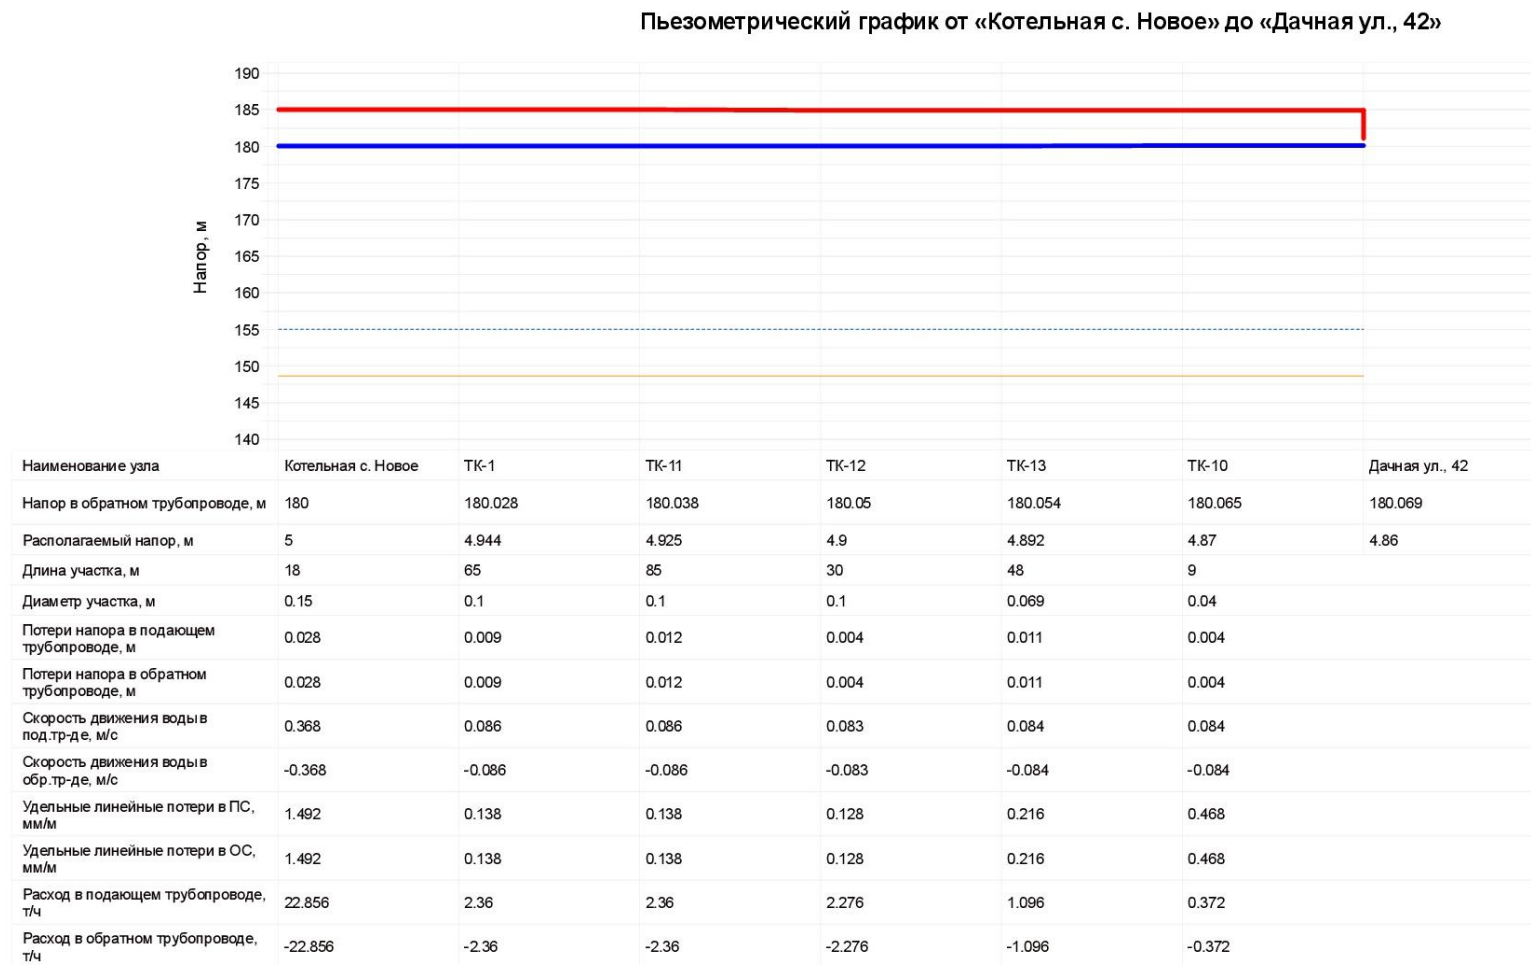 Пьезометрический график от «Котельная с. Новое» до «Дачная ул., 42»
190
185
180
175
170
165
160
155
150
145
140
Напор, м
Наименование узла Котельная с. Новое ТК-1 ТК-11 ТК-12 ТК-13 ТК-10 Дачная ул., 42
Напор в обратном трубопроводе, м 180 180.028 180.038 180.05 180.054 180.065 180.069
Располагаемый напор, м 5 4.944 4.925 4.9 4.892 4.87 4.86
Длина участка, м 18 65 85 30 48 9
Диаметр участка, м 0.15 0.1 0.1 0.1 0.069 0.04
Потери напора в подающем
трубопроводе, м 0.028 0.009 0.012 0.004 0.011 0.004
Потери напора в обратном
трубопроводе, м 0.028 0.009 0.012 0.004 0.011 0.004
Скорость движения воды в
под.тр-де, м/с 0.368 0.086 0.086 0.083 0.084 0.084
Скорость движения воды в
обр.тр-де, м/с -0.368 -0.086 -0.086 -0.083 -0.084 -0.084
Удельные линейные потери в ПС,
мм/м 1.492 0.138 0.138 0.128 0.216 0.468
Удельные линейные потери в ОС,
мм/м 1.492 0.138 0.138 0.128 0.216 0.468
Расход в подающем трубопроводе,
т/ч 22.856 2.36 2.36 2.276 1.096 0.372
Расход в обратном трубопроводе,
т/ч -22.856 -2.36 -2.36 -2.276 -1.096 -0.372